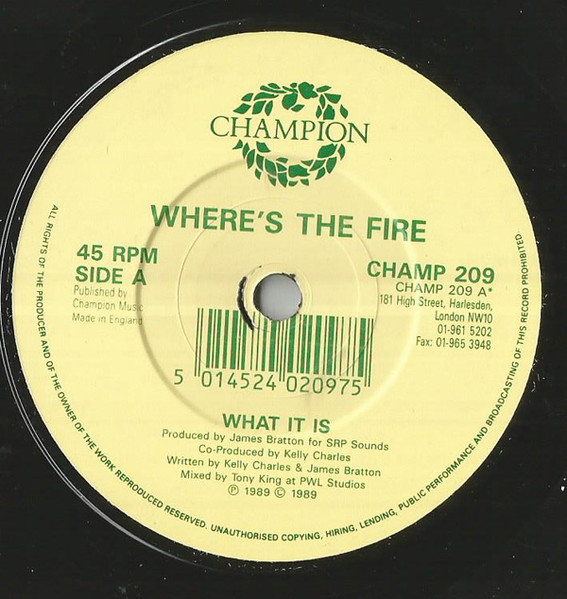 CHAMPION
WHERE'S THE FIRE
45 RPM
SIDE A
Published by
Champion Music
Made in England
CHAMP 209
CHAMP 209 A*
181 High Street, Harlesden,
London NW10
01-961 5202
Fax: 01-965 3948
5 014524 020975
WHAT IT IS
Produced by James Bratton for SRP Sounds
Co-Produced by Kelly Charles
Written by Kelly Charles & James Bratton
Mixed by Tony King at PWL Studios
℗ 1989 © 1989
ALL RIGHTS OF THE PRODUCER AND OF THE OWNER OF THE WORK REPRODUCED RESERVED. UNAUTHORISED COPYING, HIRING, LENDING, PUBLIC PERFORMANCE AND BROADCASTING OF THIS RECORD PROHIBITED